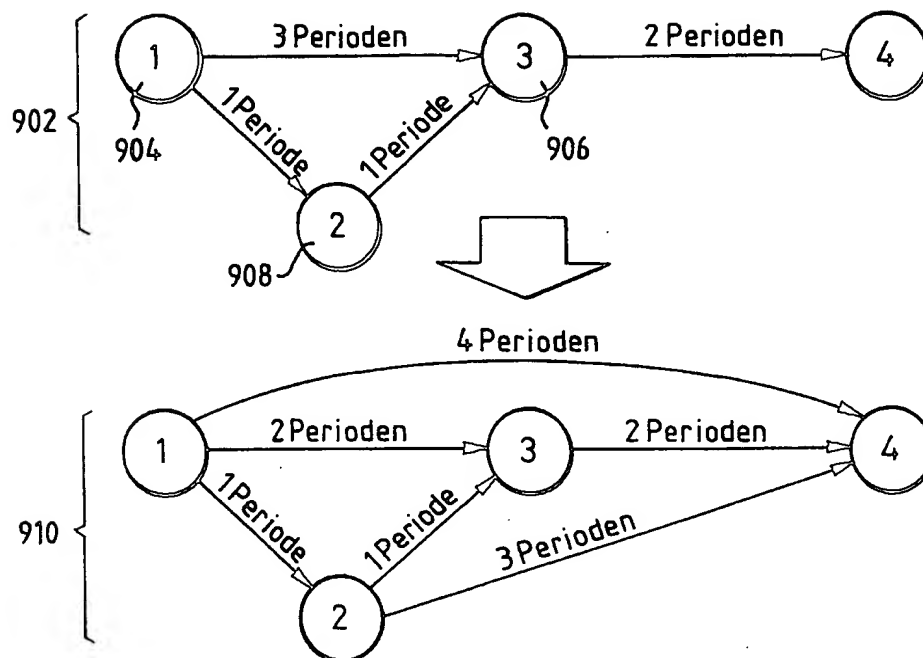 1
3 Perioden
3
2 Perioden
4
902
904
1 Periode
1 Periode
906
2
908
4 Perioden
1
2 Perioden
3
2 Perioden
4
910
1 Periode
1 Periode
3 Perioden
2